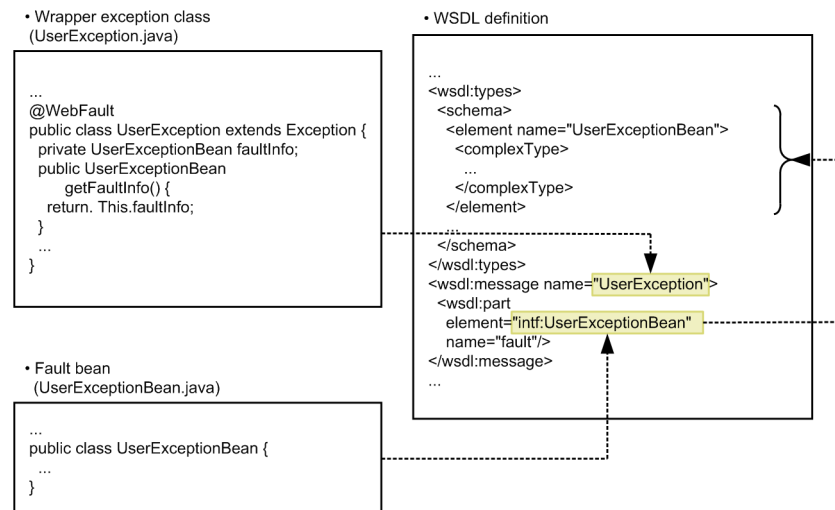 • Wrapper exception class
(UserException.java)
...
@WebFault
public class UserException extends Exception {
private UserExceptionBean faultInfo;
public UserExceptionBean
getFaultInfo() {
return. This.faultInfo;
}
...
}
• Fault bean
(UserExceptionBean.java)
...
public class UserExceptionBean {
...
}
• WSDL definition
...
<wsdl:types>
<schema>
<element name="UserExceptionBean">
<complexType>
...
</complexType>
</element>
...
</schema>
</wsdl:types>
<wsdl:message name="UserException">
<wsdl:part
element="intf:UserExceptionBean"
name="fault"/>
</wsdl:message>
...